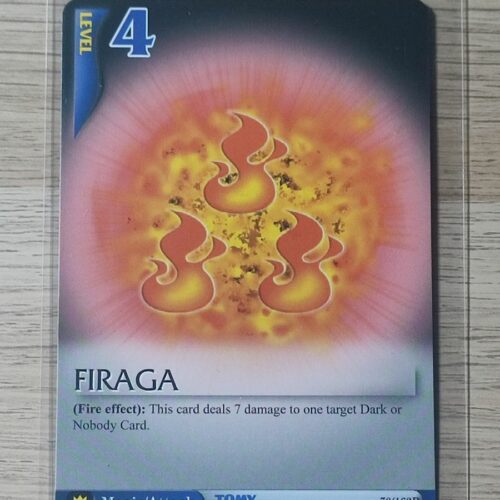 LEVEL 4
FIRAGA
(Fire effect): This card deals 7 damage to one target Dark or
Nobody Card.
TOMY